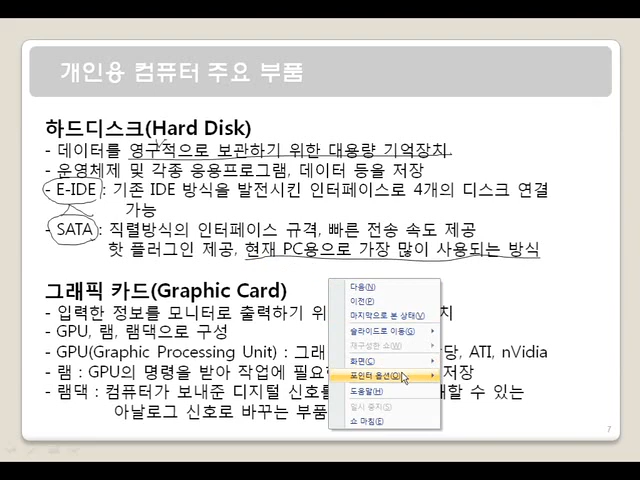 개인용 컴퓨터 주요 부품
하드디스크(Hard Disk)
- 데이터를 영구적으로 보관하기 위한 대용량 기억장치
- 운영체제 및 각종 응용프로그램, 데이터 등을 저장
- E-IDE : 기존 IDE 방식을 발전시킨 인터페이스로 4개의 디스크 연결
가능
- SATA : 직렬방식의 인터페이스 규격, 빠른 전송 속도 제공
핫 플러그인 제공, 현재 PC용으로 가장 많이 사용되는 방식
그래픽 카드(Graphic Card)
- 입력한 정보를 모니터로 출력하기 위 치
- GPU, 램, 램댁으로 구성
- GPU(Graphic Processing Unit) : 그래 당, ATI, nVidia
- 램 : GPU의 명령을 받아 작업에 필요 저장
- 램댁 : 컴퓨터가 보내준 디지털 신호를 해할 수 있는
아날로그 신호로 바꾸는 부품
다음(N)
이전(P)
마지막으로 본 상태(V)
슬라이드로 이동(G)
재구성한 쇼(W)
화면(C)
포인터 옵션(O)
도움말(H)
일시 중지(S)
쇼 마침(E)
7